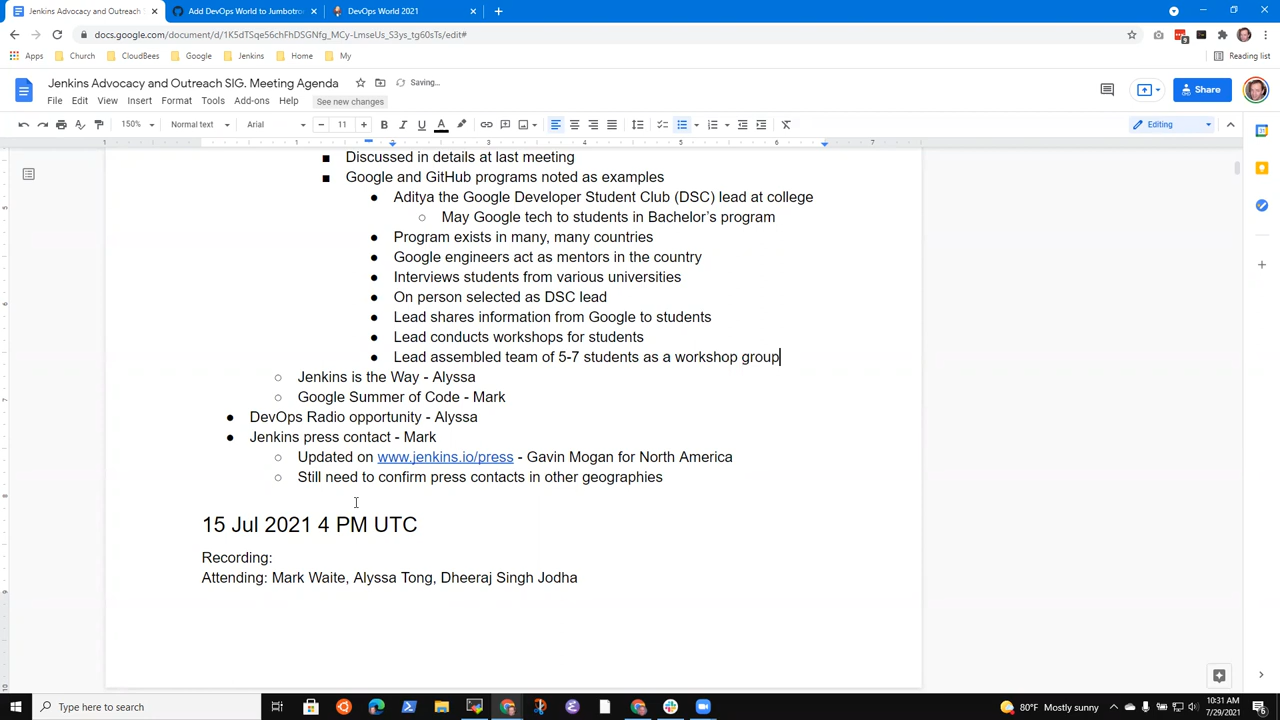 Jenkins Advocacy and Outreach S
Add DevOps World to Jumbotro
DevOps World 2021
docs.google.com/document/d/1K5dTSqe56chFhDSGNfg_MCy-LmseUs_S3ys_tg60sTs/edit#
Apps Church CloudBees Google Jenkins Home My Reading list
Jenkins Advocacy and Outreach SIG. Meeting Agenda Saving…
File Edit View Insert Format Tools Add-ons Help See new changes
Share
150% Normal text Arial 11 Editing
Discussed in details at last meeting
Google and GitHub programs noted as examples
Aditya the Google Developer Student Club (DSC) lead at college
May Google tech to students in Bachelor's program
Program exists in many, many countries
Google engineers act as mentors in the country
Interviews students from various universities
On person selected as DSC lead
Lead shares information from Google to students
Lead conducts workshops for students
Lead assembled team of 5-7 students as a workshop group
Jenkins is the Way - Alyssa
Google Summer of Code - Mark
DevOps Radio opportunity - Alyssa
Jenkins press contact - Mark
Updated on www.jenkins.io/press - Gavin Mogan for North America
Still need to confirm press contacts in other geographies
15 Jul 2021 4 PM UTC
Recording:
Attending: Mark Waite, Alyssa Tong, Dheeraj Singh Jodha
Type here to search
80°F Mostly sunny
10:31 AM
7/29/2021